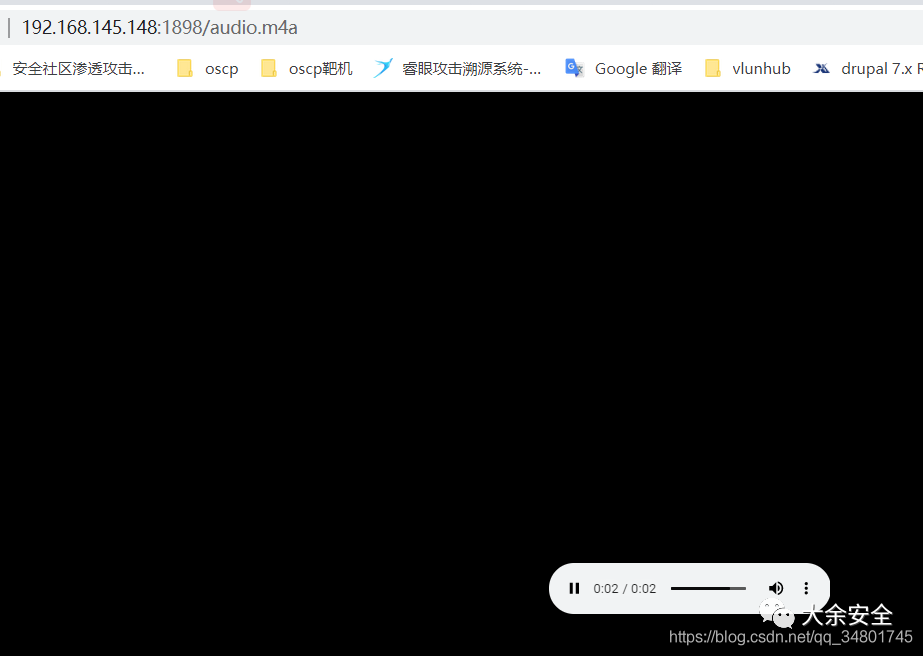 192.168.145.148:1898/audio.m4a
安全社区渗透攻击... oscp oscp靶机 睿眼攻击溯源系统-... Google 翻译 vlunhub drupal 7.x R
0:02 / 0:02
大余安全
https://blog.csdn.net/qq_34801745